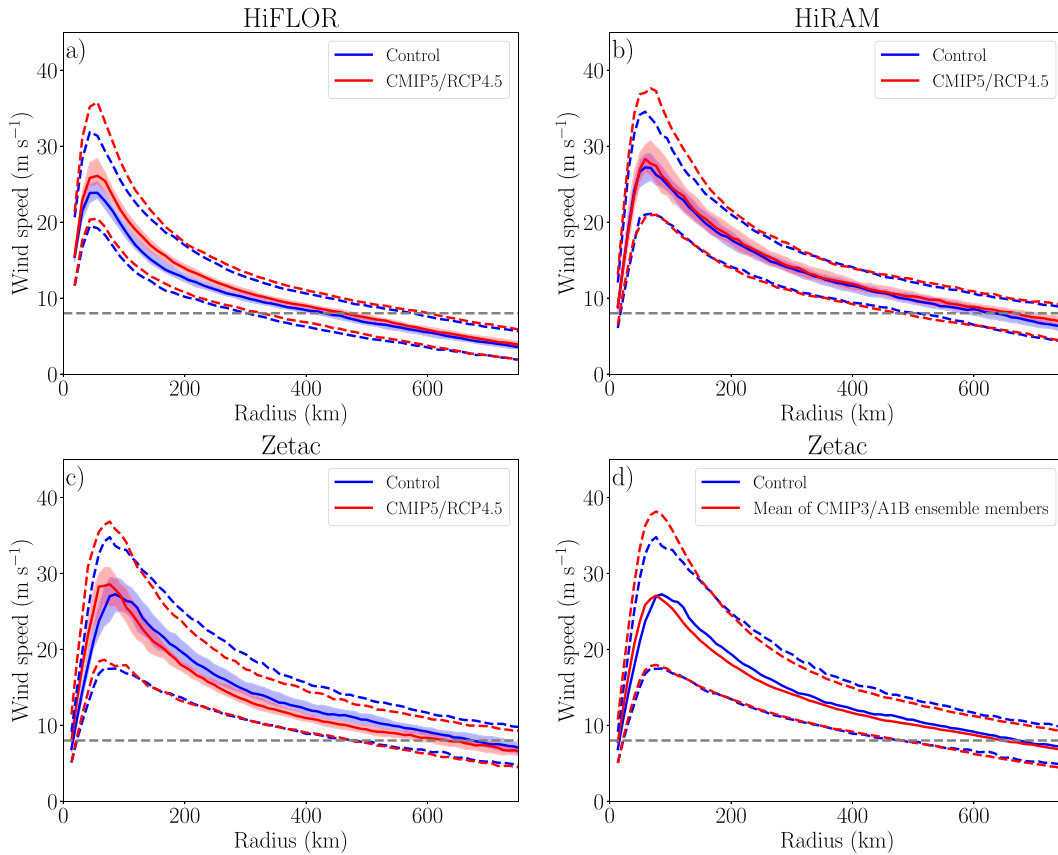 HiFLOR
a)
Control
CMIP5/RCP4.5
Wind speed (m s⁻¹)
40
30
20
10
0
0 200 400 600
Radius (km)
HiRAM
b)
Control
CMIP5/RCP4.5
Wind speed (m s⁻¹)
40
30
20
10
0
0 200 400 600
Radius (km)
Zetac
c)
Control
CMIP5/RCP4.5
Wind speed (m s⁻¹)
40
30
20
10
0
0 200 400 600
Radius (km)
Zetac
d)
Control
Mean of CMIP3/A1B ensemble members
Wind speed (m s⁻¹)
40
30
20
10
0
0 200 400 600
Radius (km)